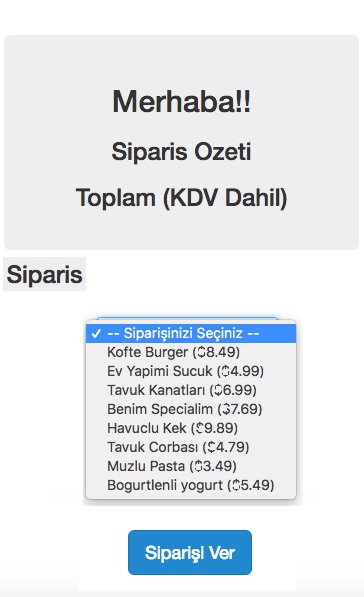 Merhaba!!
Siparis Ozeti
Toplam (KDV Dahil)
Siparis
✓ -- Siparişinizi Seçiniz --
Kofte Burger ($8.49)
Ev Yapimi Sucuk ($4.99)
Tavuk Kanatları ($6.99)
Benim Specialim ($7.69)
Havuclu Kek ($9.89)
Tavuk Corbası ($4.79)
Muzlu Pasta ($3.49)
Bogurtlenli yogurt ($5.49)
Siparişi Ver